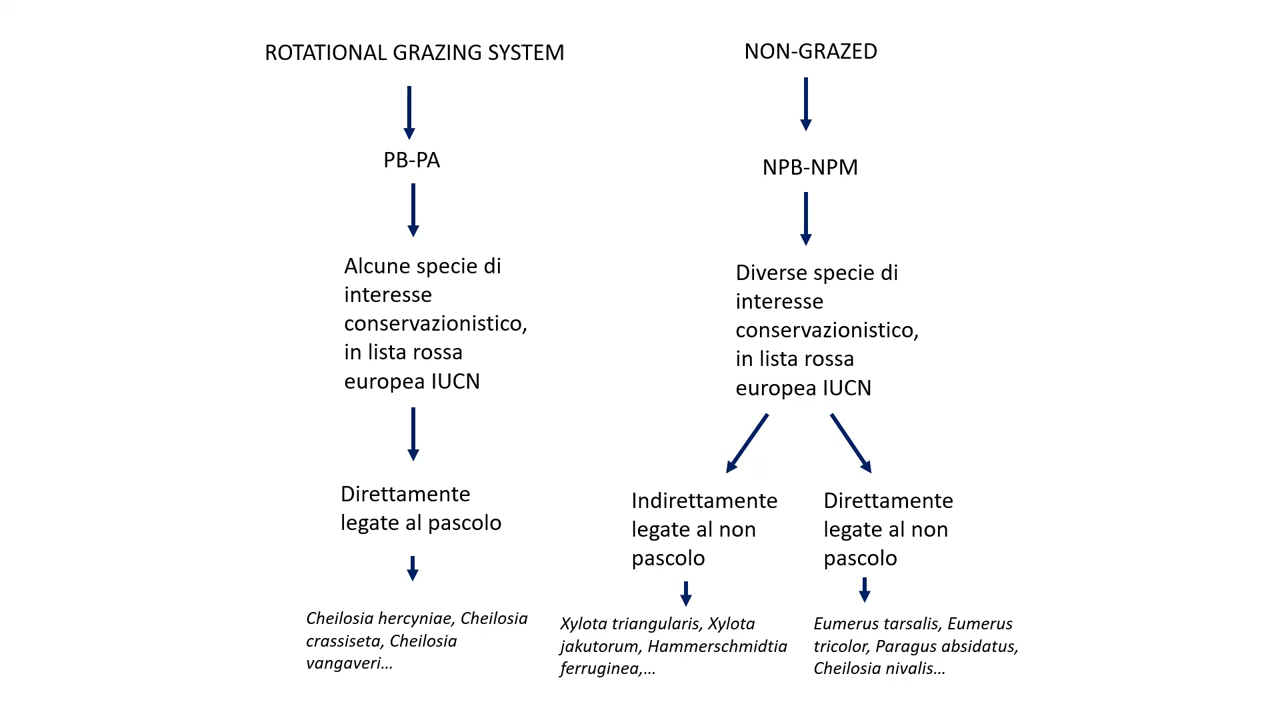 ROTATIONAL GRAZING SYSTEM
PB-PA
Alcune specie di
interesse
conservazionistico,
in lista rossa
europea IUCN
Direttamente
legate al pascolo
Cheilosia hercyniae, Cheilosia
crassiseta, Cheilosia
vangaveri...
NON-GRAZED
NPB-NPM
Diverse specie di
interesse
conservazionistico,
in lista rossa
europea IUCN
Indirettamente
legate al non
pascolo
Xylota triangularis, Xylota
jakutorum, Hammerschmidtia
ferruginea,...
Direttamente
legate al non
pascolo
Eumerus tarsalis, Eumerus
tricolor, Paragus absidatus,
Cheilosia nivalis...